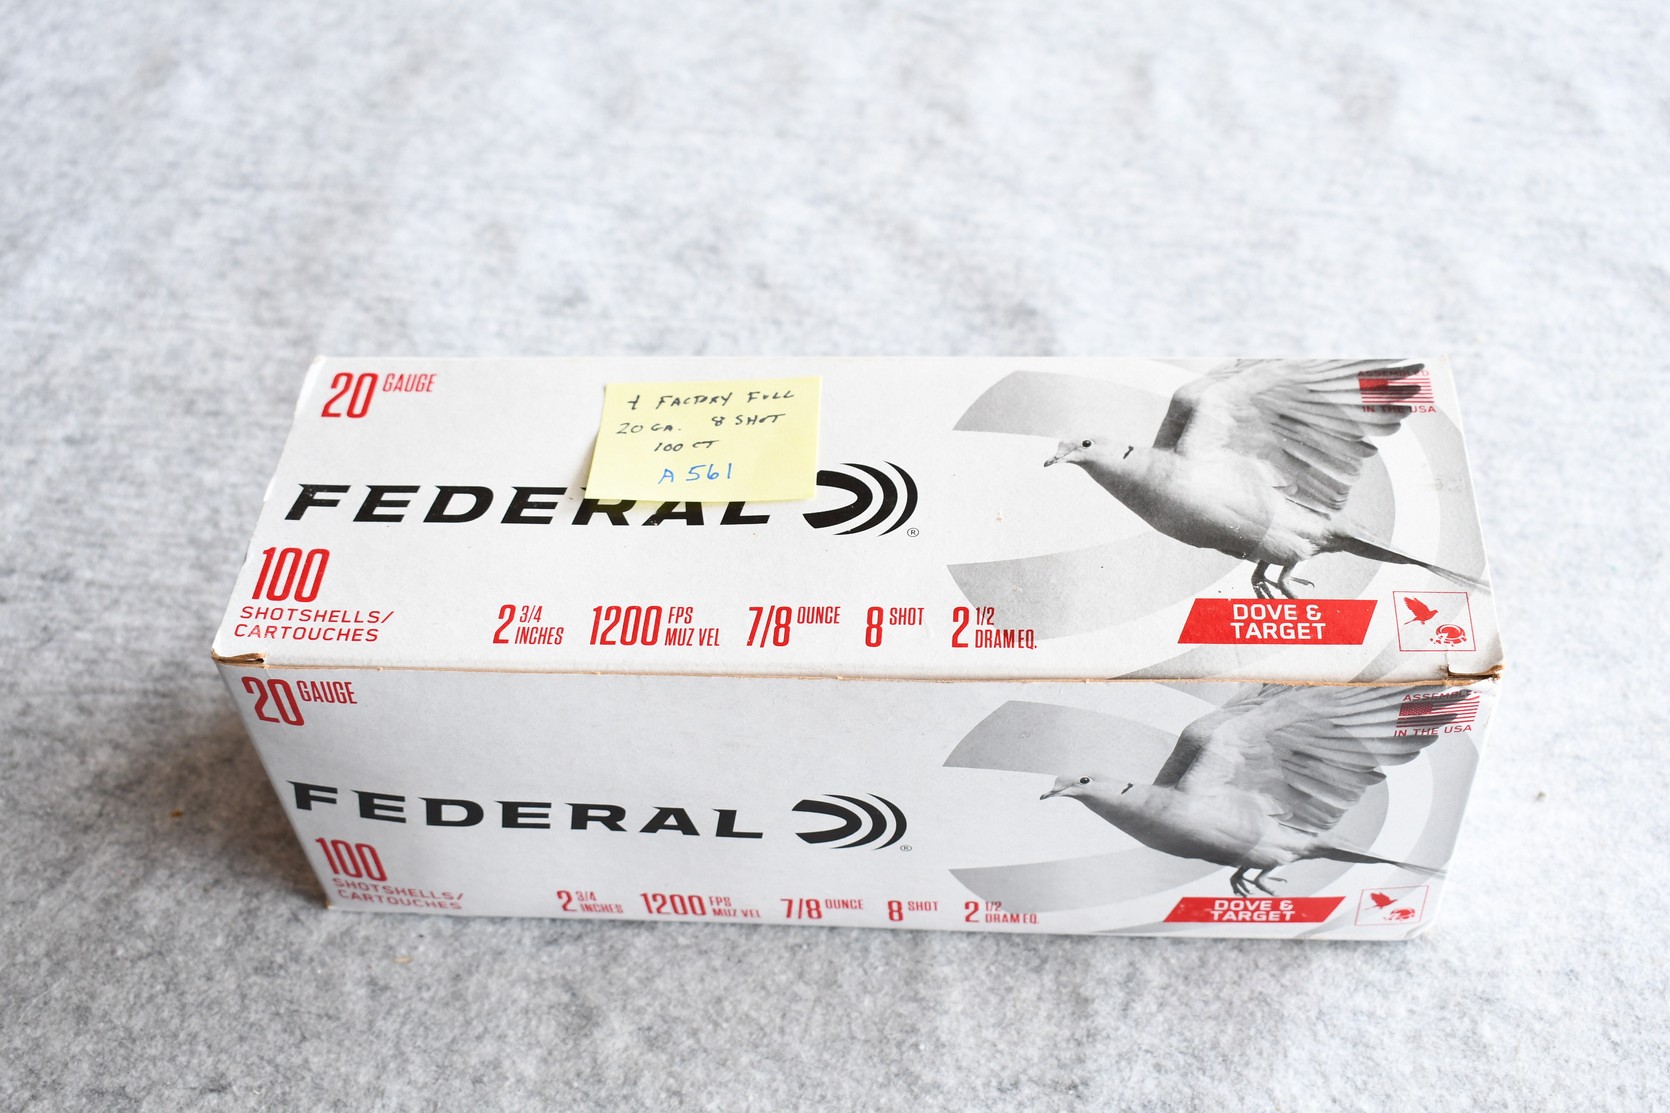 20 GAUGE
FACTORY FULL
20 GA. 8 SHOT
100 CT
A 561
FEDERAL ®
100
SHOTSHELLS/
CARTOUCHES
2 3/4 INCHES 1200 FPS MUZ VEL 7/8 OUNCE 8 SHOT 2 1/2 DRAM EQ.
ASSEMBLED
IN THE USA
DOVE &
TARGET
20 GAUGE
FEDERAL ®
100
SHOTSHELLS/
CARTOUCHES
2 3/4 INCHES 1200 FPS MUZ VEL 7/8 OUNCE 8 SHOT 2 1/2 DRAM EQ.
ASSEMBLED
IN THE USA
DOVE &
TARGET